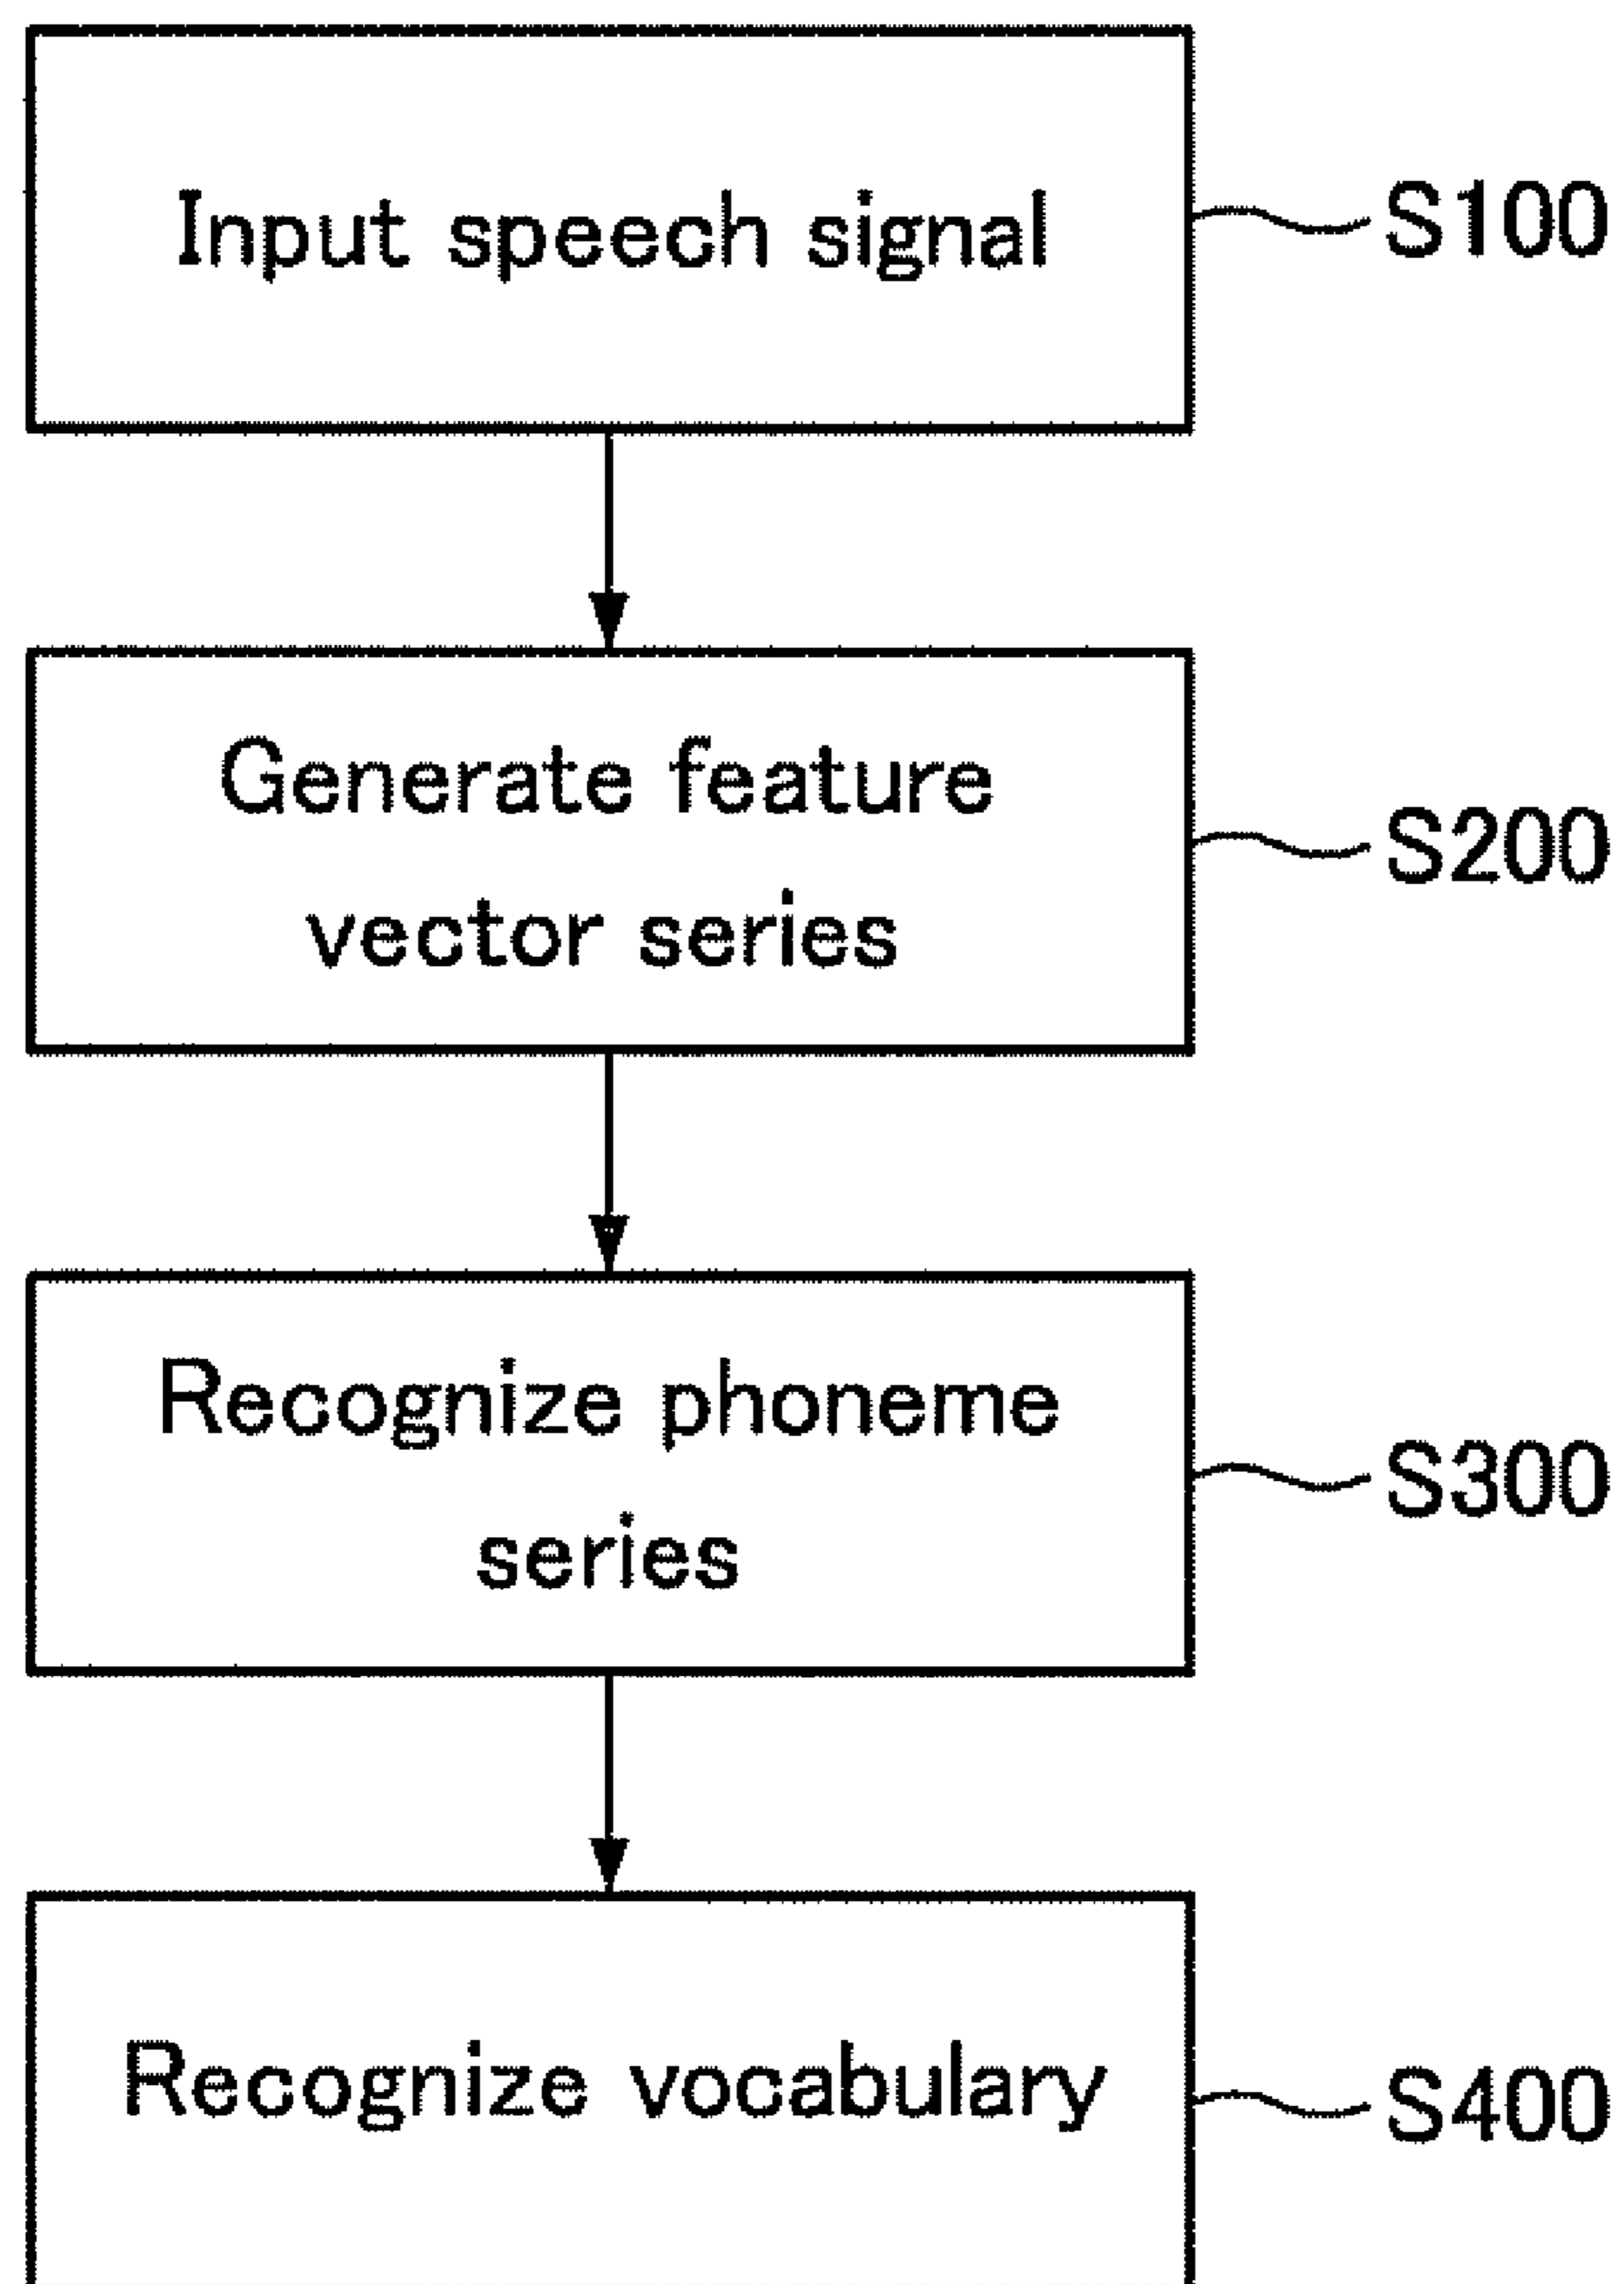 Input speech signal
S100
Generate feature
vector series
S200
Recognize phoneme
series
S300
Recognize vocabulary
S400